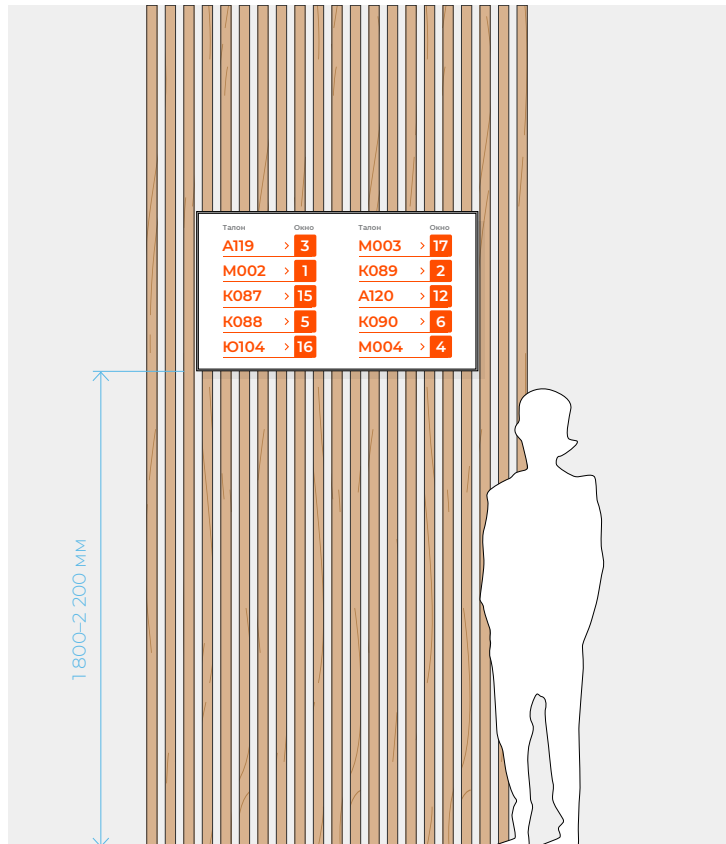 Талон Окно Талон Окно
А119 > 3 М003 > 17
М002 > 1 К089 > 2
К087 > 15 А120 > 12
К088 > 5 К090 > 6
Ю104 > 16 М004 > 4
1 800–2 200 мм